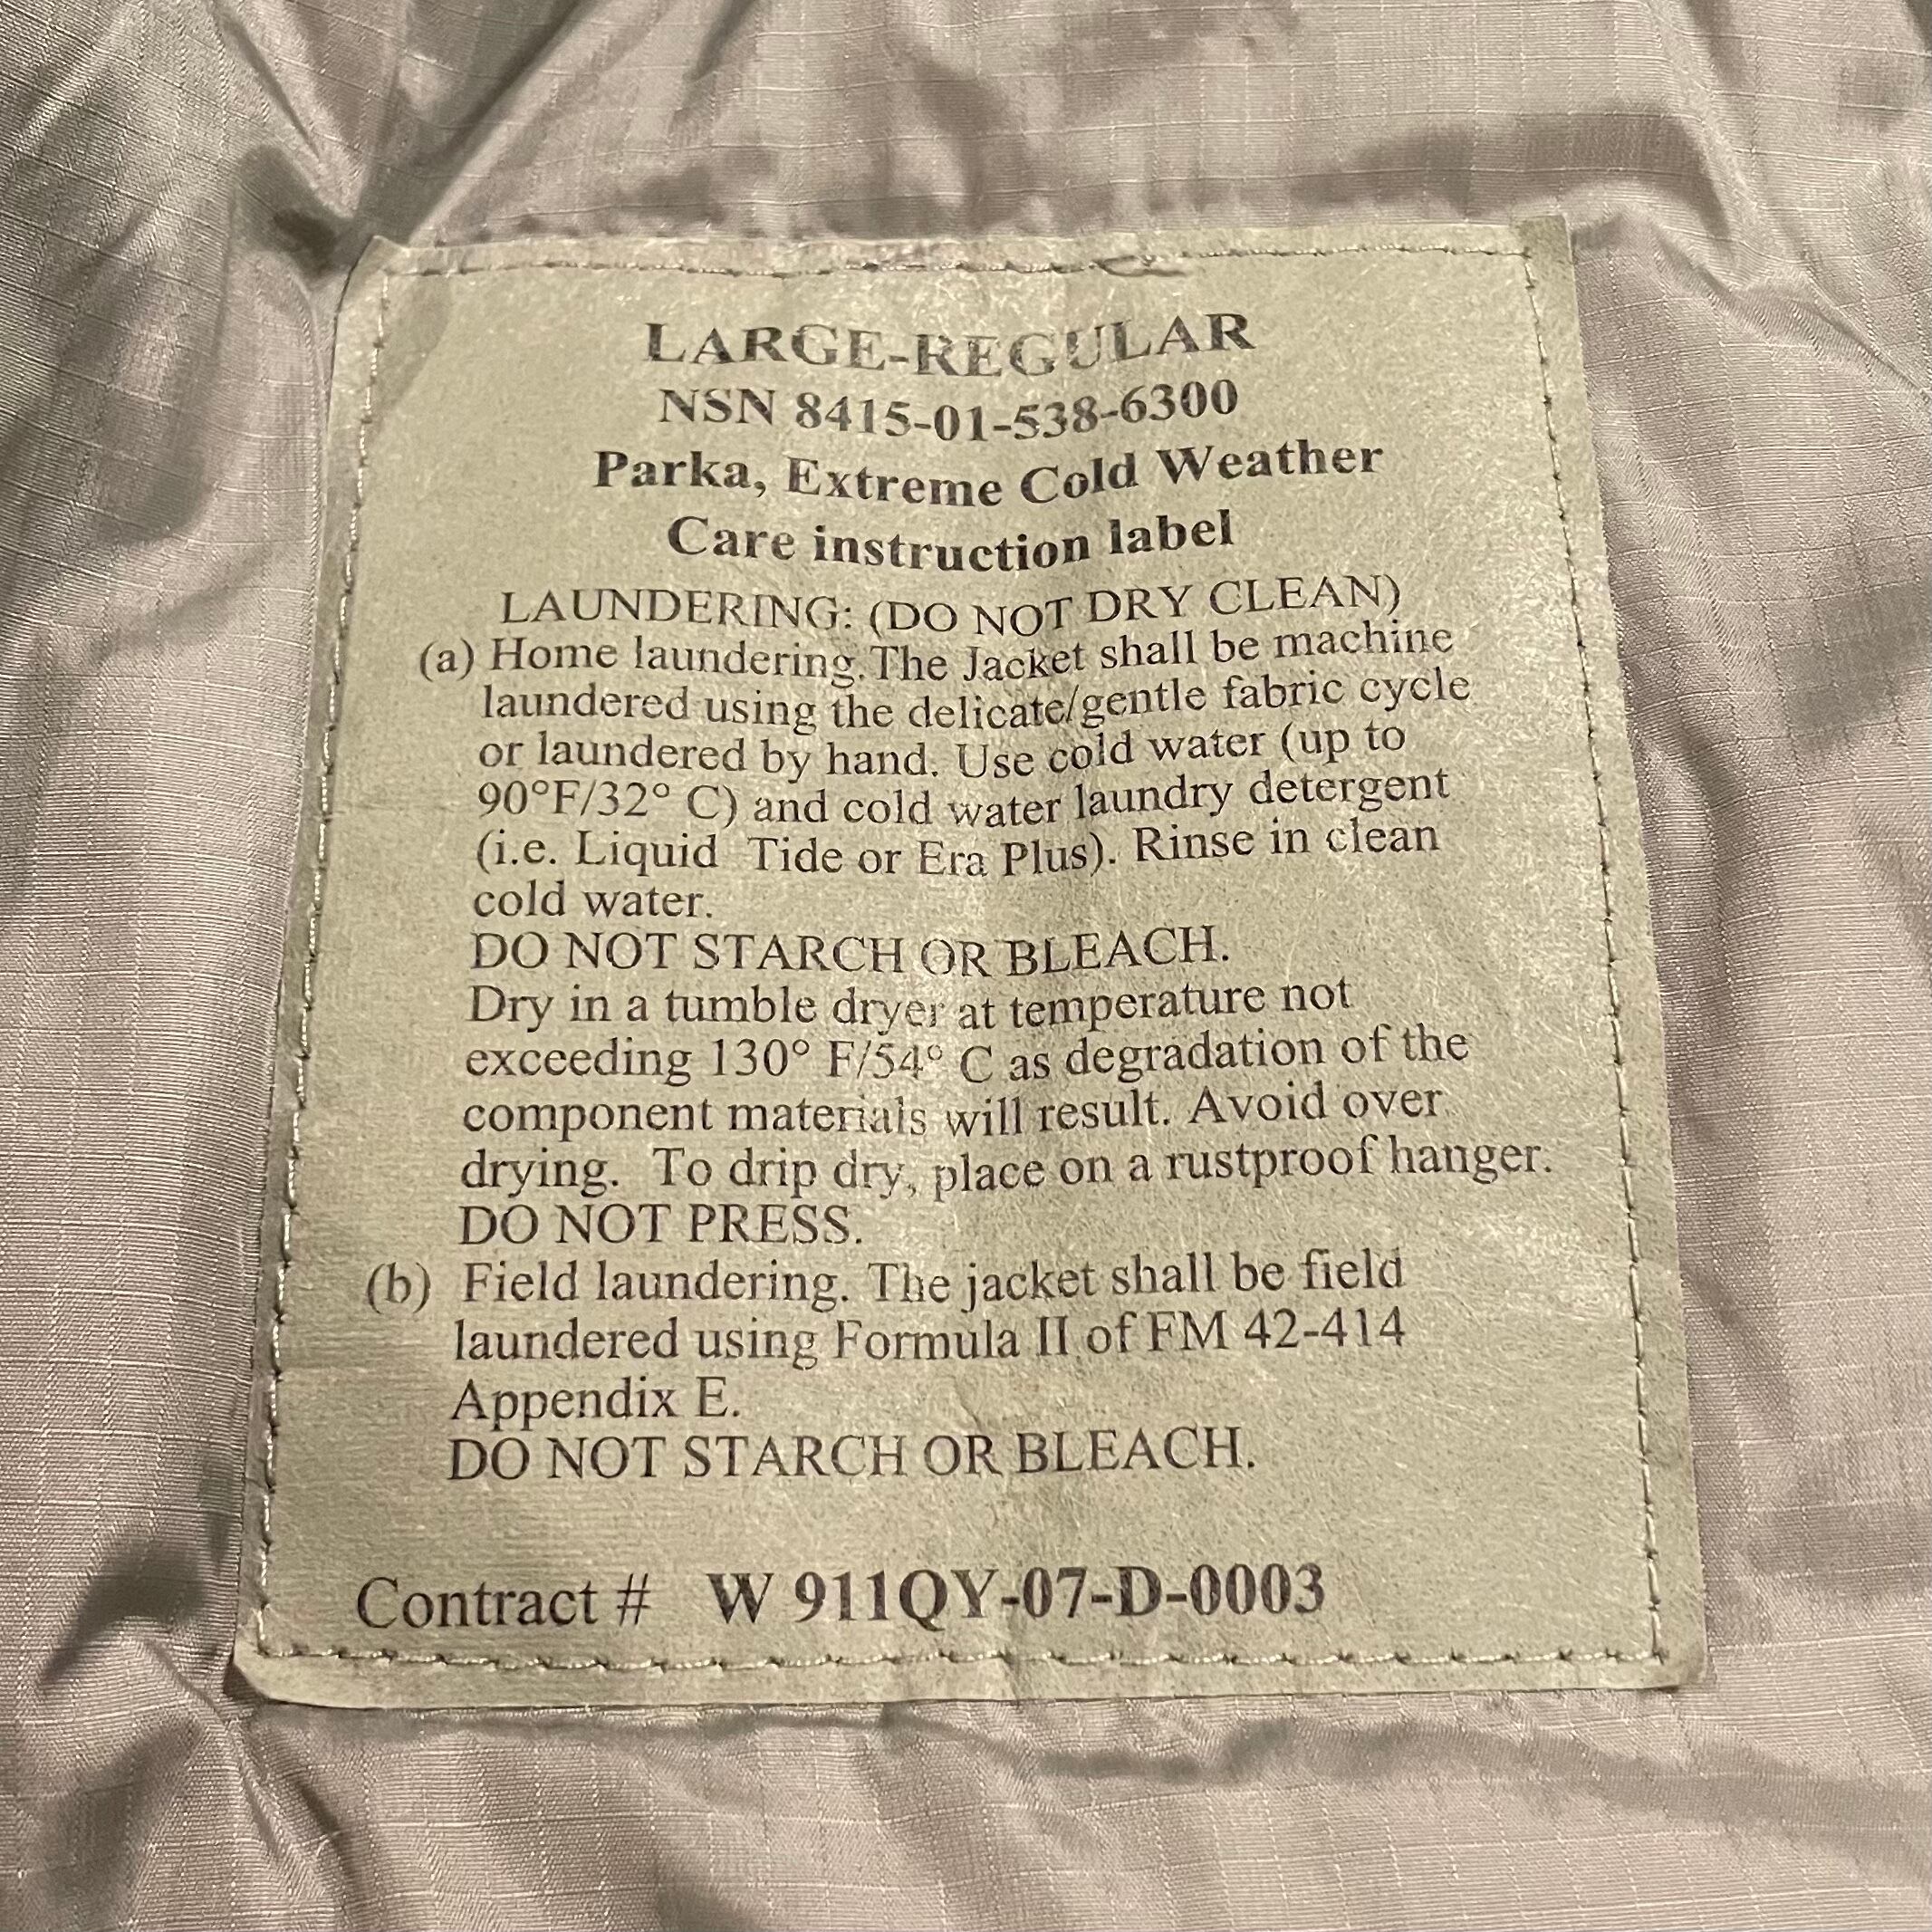 LARGE-REGULAR
NSN 8415-01-538-6300
Parka, Extreme Cold Weather
Care instruction label
LAUNDERING: (DO NOT DRY CLEAN)
(a) Home laundering. The Jacket shall be machine
laundered using the delicate/gentle fabric cycle
or laundered by hand. Use cold water (up to
90°F/32° C) and cold water laundry detergent
(i.e. Liquid Tide or Era Plus). Rinse in clean
cold water.
DO NOT STARCH OR BLEACH.
Dry in a tumble dryer at temperature not
exceeding 130° F/54° C as degradation of the
component materials will result. Avoid over
drying. To drip dry, place on a rustproof hanger.
DO NOT PRESS.
(b) Field laundering. The jacket shall be field
laundered using Formula II of FM 42-414
Appendix E.
DO NOT STARCH OR BLEACH.
Contract # W 911QY-07-D-0003